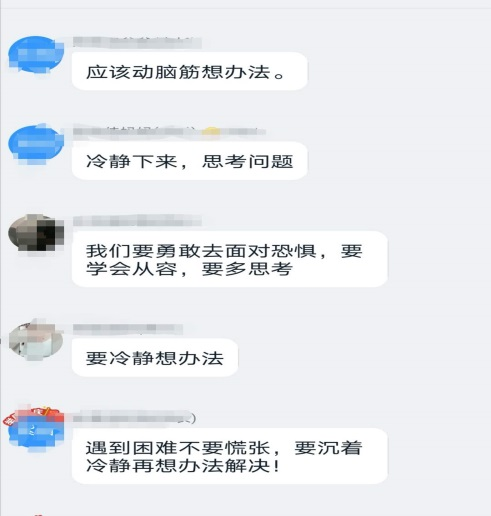 应该动脑筋想办法。
冷静下来，思考问题
我们要勇敢去面对恐惧，要
学会从容，要多思考
要冷静想办法
遇到困难不要慌张，要沉着
冷静再想办法解决！